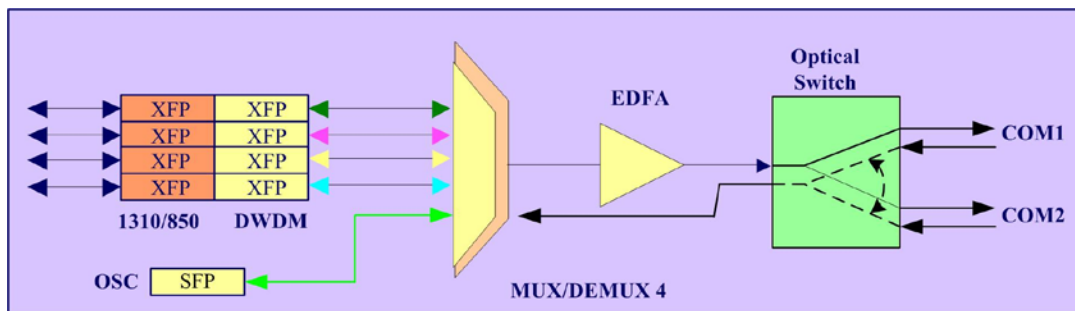 Optical
Switch
EDFA
XFP XFP
XFP XFP
XFP XFP
XFP XFP
COM1
COM2
1310/850 DWDM
OSC SFP
MUX/DEMUX 4